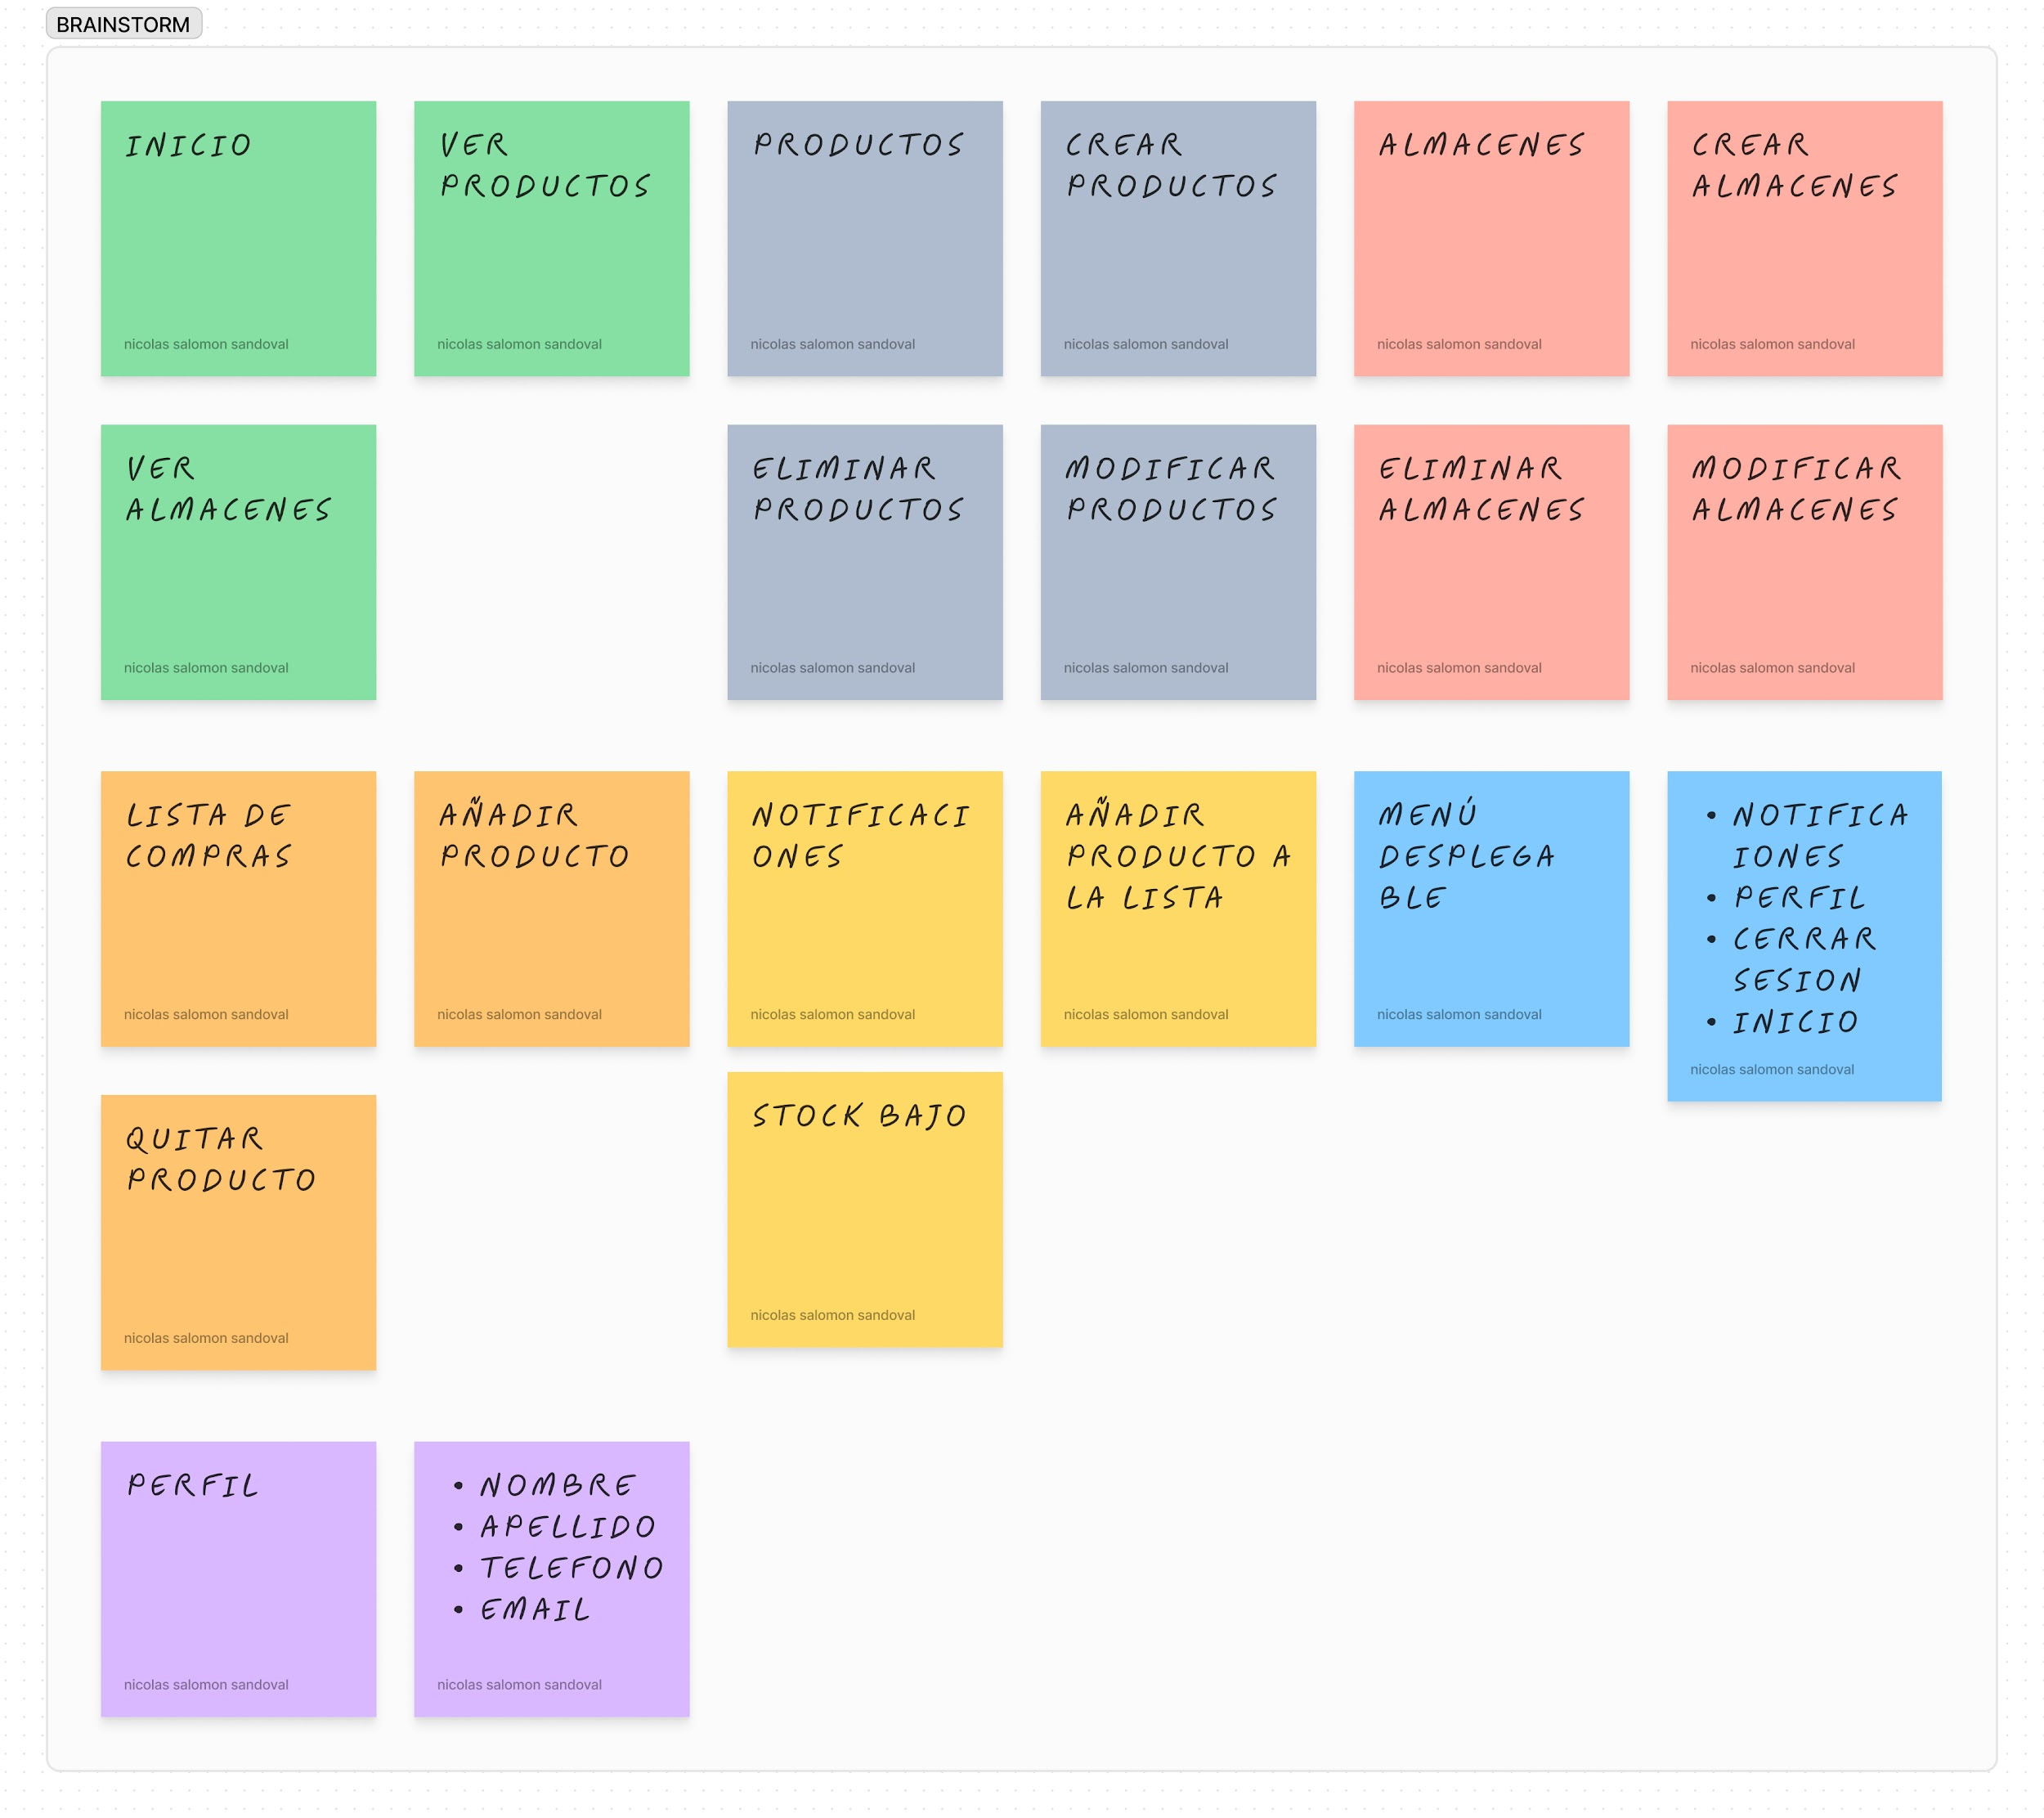 BRAINSTORM
INICIO
nicolas salomon sandoval
VER
PRODUCTOS
nicolas salomon sandoval
PRODUCTOS
nicolas salomon sandoval
CREAR
PRODUCTOS
nicolas salomon sandoval
ALMACENES
nicolas salomon sandoval
CREAR
ALMACENES
nicolas salomon sandoval
VER
ALMACENES
nicolas salomon sandoval
ELIMINAR
PRODUCTOS
nicolas salomon sandoval
MODIFICAR
PRODUCTOS
nicolas salomon sandoval
ELIMINAR
ALMACENES
nicolas salomon sandoval
MODIFICAR
ALMACENES
nicolas salomon sandoval
LISTA DE
COMPRAS
nicolas salomon sandoval
AÑADIR
PRODUCTO
nicolas salomon sandoval
NOTIFICACI
ONES
nicolas salomon sandoval
AÑADIR
PRODUCTO A
LA LISTA
nicolas salomon sandoval
MENÚ
DESPLEGA
BLE
nicolas salomon sandoval
• NOTIFICA
IONES
• PERFIL
• CERRAR
SESION
• INICIO
nicolas salomon sandoval
QUITAR
PRODUCTO
nicolas salomon sandoval
STOCK BAJO
nicolas salomon sandoval
PERFIL
nicolas salomon sandoval
• NOMBRE
• APELLIDO
• TELEFONO
• EMAIL
nicolas salomon sandoval